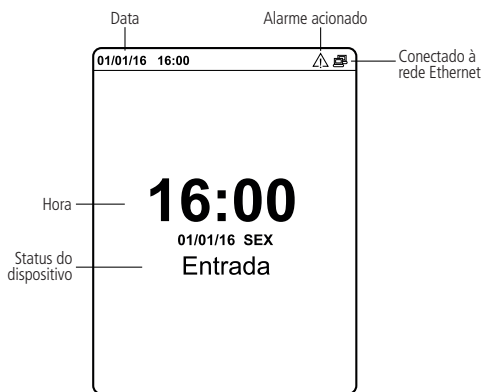 Data
Alarme acionado
01/01/16 16:00
Conectado à
rede Ethernet
Hora
16:00
01/01/16 SEX
Status do
dispositivo
Entrada